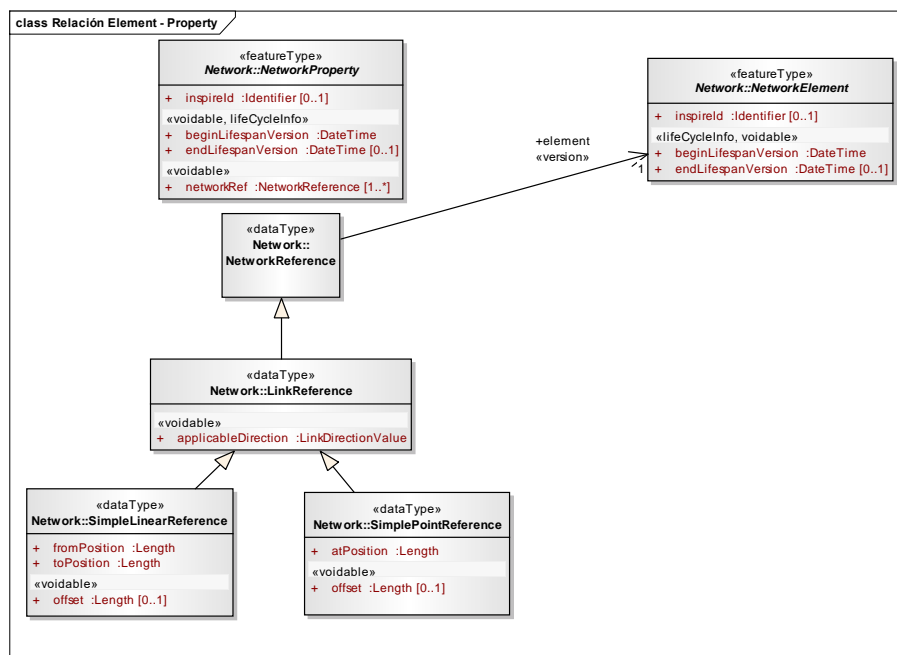 class Relación Element - Property
«featureType»
Network::NetworkProperty
+ inspireId :Identifier [0..1]
«voidable, lifeCycleInfo»
+ beginLifespanVersion :DateTime
+ endLifespanVersion :DateTime [0..1]
«voidable»
+ networkRef :NetworkReference [1..*]
«featureType»
Network::NetworkElement
+ inspireId :Identifier [0..1]
«lifeCycleInfo, voidable»
+ beginLifespanVersion :DateTime
+ endLifespanVersion :DateTime [0..1]
+element
«version»
1
«dataType»
Network::
NetworkReference
«dataType»
Network::LinkReference
«voidable»
+ applicableDirection :LinkDirectionValue
«dataType»
Network::SimpleLinearReference
+ fromPosition :Length
+ toPosition :Length
«voidable»
+ offset :Length [0..1]
«dataType»
Network::SimplePointReference
+ atPosition :Length
«voidable»
+ offset :Length [0..1]